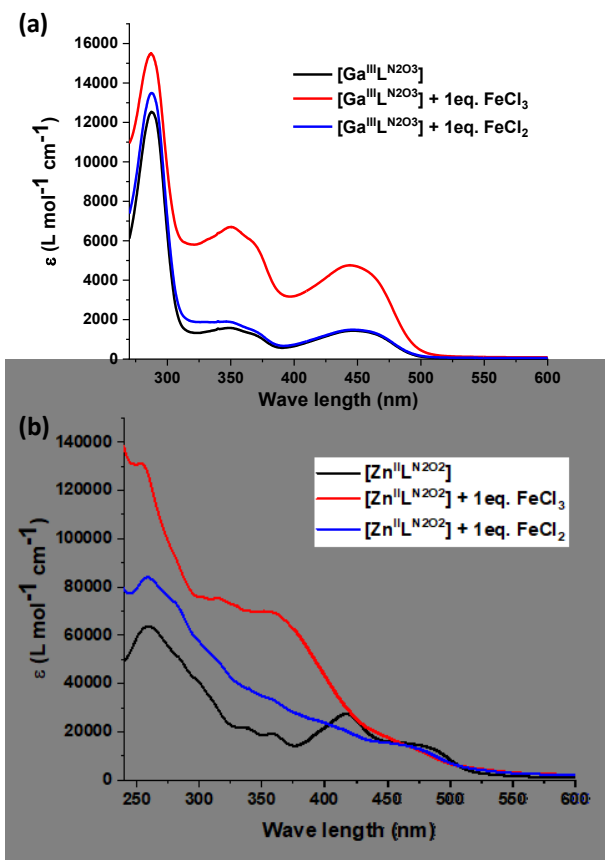 (a)
16000
14000
12000
10000
8000
6000
4000
2000
0
ε (L mol⁻¹ cm⁻¹)
[GaᴵᴵᴵLᴺ²ᴼ³]
[GaᴵᴵᴵLᴺ²ᴼ³] + 1eq. FeCl₃
[GaᴵᴵᴵLᴺ²ᴼ³] + 1eq. FeCl₂
300 350 400 450 500 550 600
Wave length (nm)
(b)
140000
120000
100000
80000
60000
40000
20000
0
ε (L mol⁻¹ cm⁻¹)
[ZnᴵᴵLᴺ²ᴼ²]
[ZnᴵᴵLᴺ²ᴼ²] + 1eq. FeCl₃
[ZnᴵᴵLᴺ²ᴼ²] + 1eq. FeCl₂
250 300 350 400 450 500 550 600
Wave length (nm)